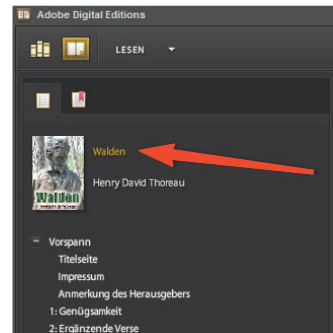 Adobe Digital Editions
LESEN
Walden
Henry David Thoreau
Walden
Vorspann
Titelseite
Impressum
Anmerkung des Herausgebers
1: Genügsamkeit
2: Ergänzende Verse